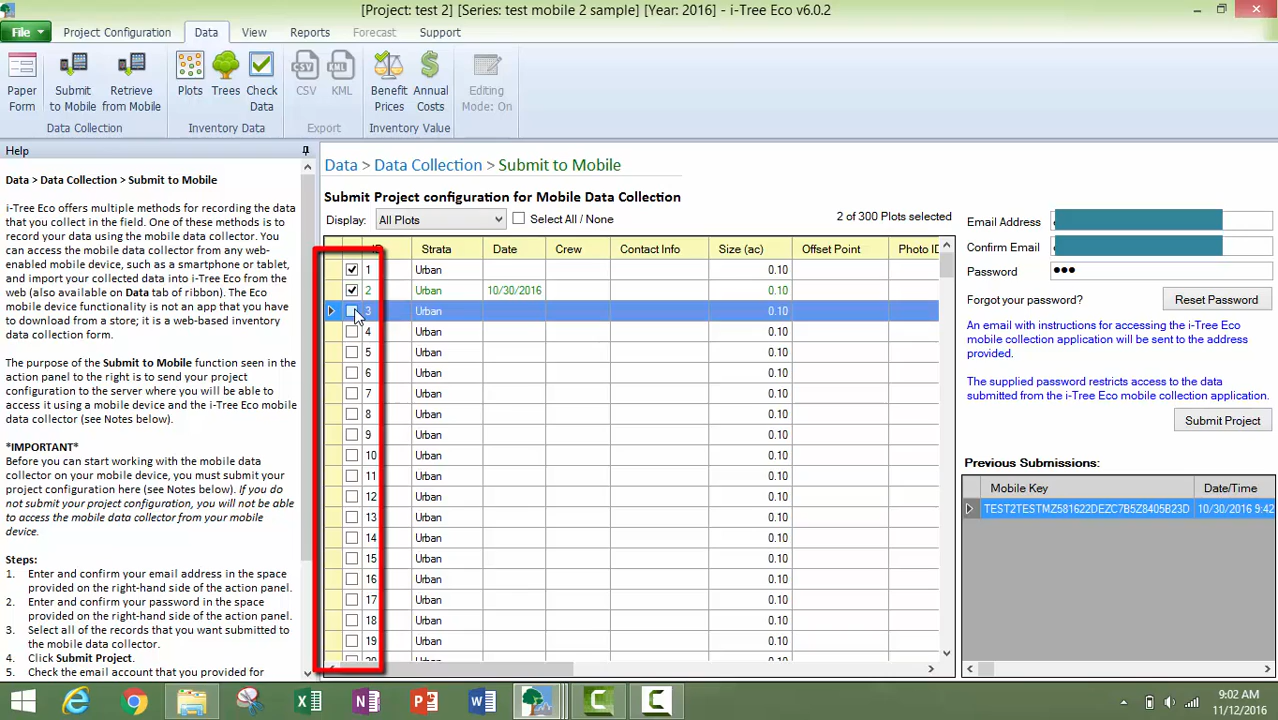 [Project: test 2] [Series: test mobile 2 sample] [Year: 2016] - i-Tree Eco v6.0.2
File Project Configuration Data View Reports Forecast Support
Paper Form
Submit to Mobile
Retrieve from Mobile
Data Collection
Plots
Trees
Check Data
Inventory Data
CSV
KML
Export
Benefit Prices
Annual Costs
Inventory Value
Editing Mode: On
Help
Data > Data Collection > Submit to Mobile
i-Tree Eco offers multiple methods for recording the data
that you collect in the field. One of these methods is to
record your data using the mobile data collector. You
can access the mobile data collector from any web-
enabled mobile device, such as a smartphone or tablet,
and import your collected data into i-Tree Eco from the
web (also available on Data tab of ribbon). The Eco
mobile device functionality is not an app that you have to
download from a store; it is a web-based inventory
data collection form.
The purpose of the Submit to Mobile function seen in the
action panel to the right is to send your project
configuration to the server where you will be able to
access it using a mobile device and the i-Tree Eco mobile
data collector (see Notes below).
*IMPORTANT*
Before you can start working with the mobile data
collector on your mobile device, you must submit your
project configuration here (see Notes below). If you do
not submit your project configuration, you will not be able
to access the mobile data collector from your mobile
device.
Steps:
1. Enter and confirm your email address in the space
provided on the right-hand side of the action panel.
2. Enter and confirm your password in the space
provided on the right-hand side of the action panel.
3. Select all of the records that you want submitted to
the mobile data collector.
4. Click Submit Project.
5. Check the email account that you provided for
Data > Data Collection > Submit to Mobile
Submit Project configuration for Mobile Data Collection
Display: All Plots Select All / None 2 of 300 Plots selected
Strata Date Crew Contact Info Size (ac) Offset Point Photo ID
1 Urban 0.10
2 Urban 10/30/2016 0.10
3 Urban 0.10
4 Urban 0.10
5 Urban 0.10
6 Urban 0.10
7 Urban 0.10
8 Urban 0.10
9 Urban 0.10
10 Urban 0.10
11 Urban 0.10
12 Urban 0.10
13 Urban 0.10
14 Urban 0.10
15 Urban 0.10
16 Urban 0.10
17 Urban 0.10
18 Urban 0.10
19 Urban 0.10
Email Address
Confirm Email
Password
Forgot your password? Reset Password
An email with instructions for accessing the i-Tree Eco
mobile collection application will be sent to the address
provided.
The supplied password restricts access to the data
submitted from the i-Tree Eco mobile collection application.
Submit Project
Previous Submissions:
Mobile Key Date/Time
TEST2TESTMZ581622DEZC7B5Z8405B23D 10/30/2016 9:42
9:02 AM
11/12/2016